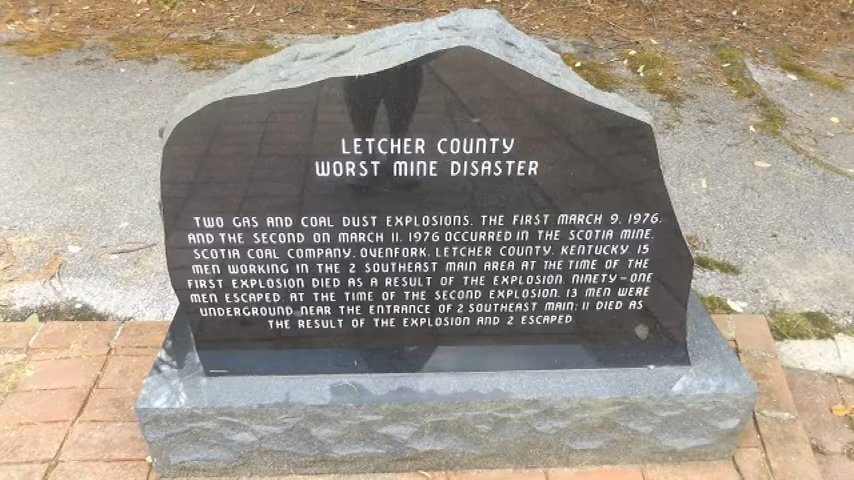 LETCHER COUNTY
WORST MINE DISASTER
TWO GAS AND COAL DUST EXPLOSIONS, THE FIRST MARCH 9, 1976,
AND THE SECOND ON MARCH 11, 1976 OCCURRED IN THE SCOTIA MINE,
SCOTIA COAL COMPANY, OVENFORK, LETCHER COUNTY, KENTUCKY 15
MEN WORKING IN THE 2 SOUTHEAST MAIN AREA AT THE TIME OF THE
FIRST EXPLOSION DIED AS A RESULT OF THE EXPLOSION. NINETY-ONE
MEN ESCAPED. AT THE TIME OF THE SECOND EXPLOSION, 13 MEN WERE
UNDERGROUND NEAR THE ENTRANCE OF 2 SOUTHEAST MAIN; 11 DIED AS
THE RESULT OF THE EXPLOSION AND 2 ESCAPED